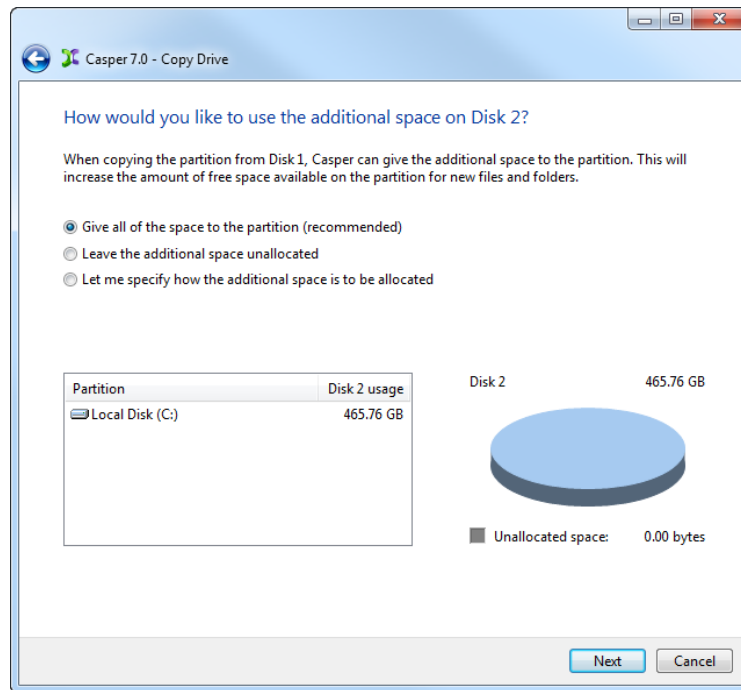 Casper 7.0 - Copy Drive
How would you like to use the additional space on Disk 2?
When copying the partition from Disk 1, Casper can give the additional space to the partition. This will
increase the amount of free space available on the partition for new files and folders.
Give all of the space to the partition (recommended)
Leave the additional space unallocated
Let me specify how the additional space is to be allocated
Partition Disk 2 usage
Local Disk (C:) 465.76 GB
Disk 2 465.76 GB
Unallocated space: 0.00 bytes
Next Cancel